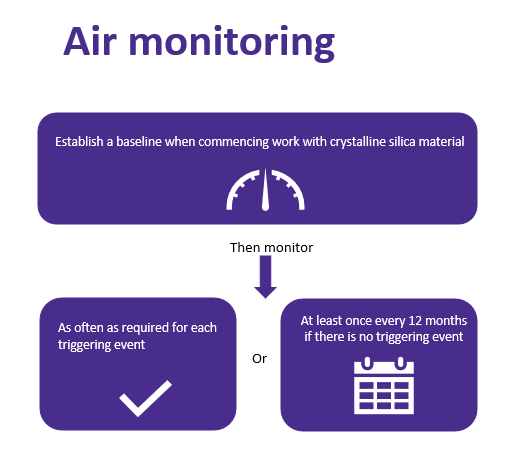 Air monitoring
Establish a baseline when commencing work with crystalline silica material
Then monitor
As often as required for each
triggering event
Or
At least once every 12 months
if there is no triggering event